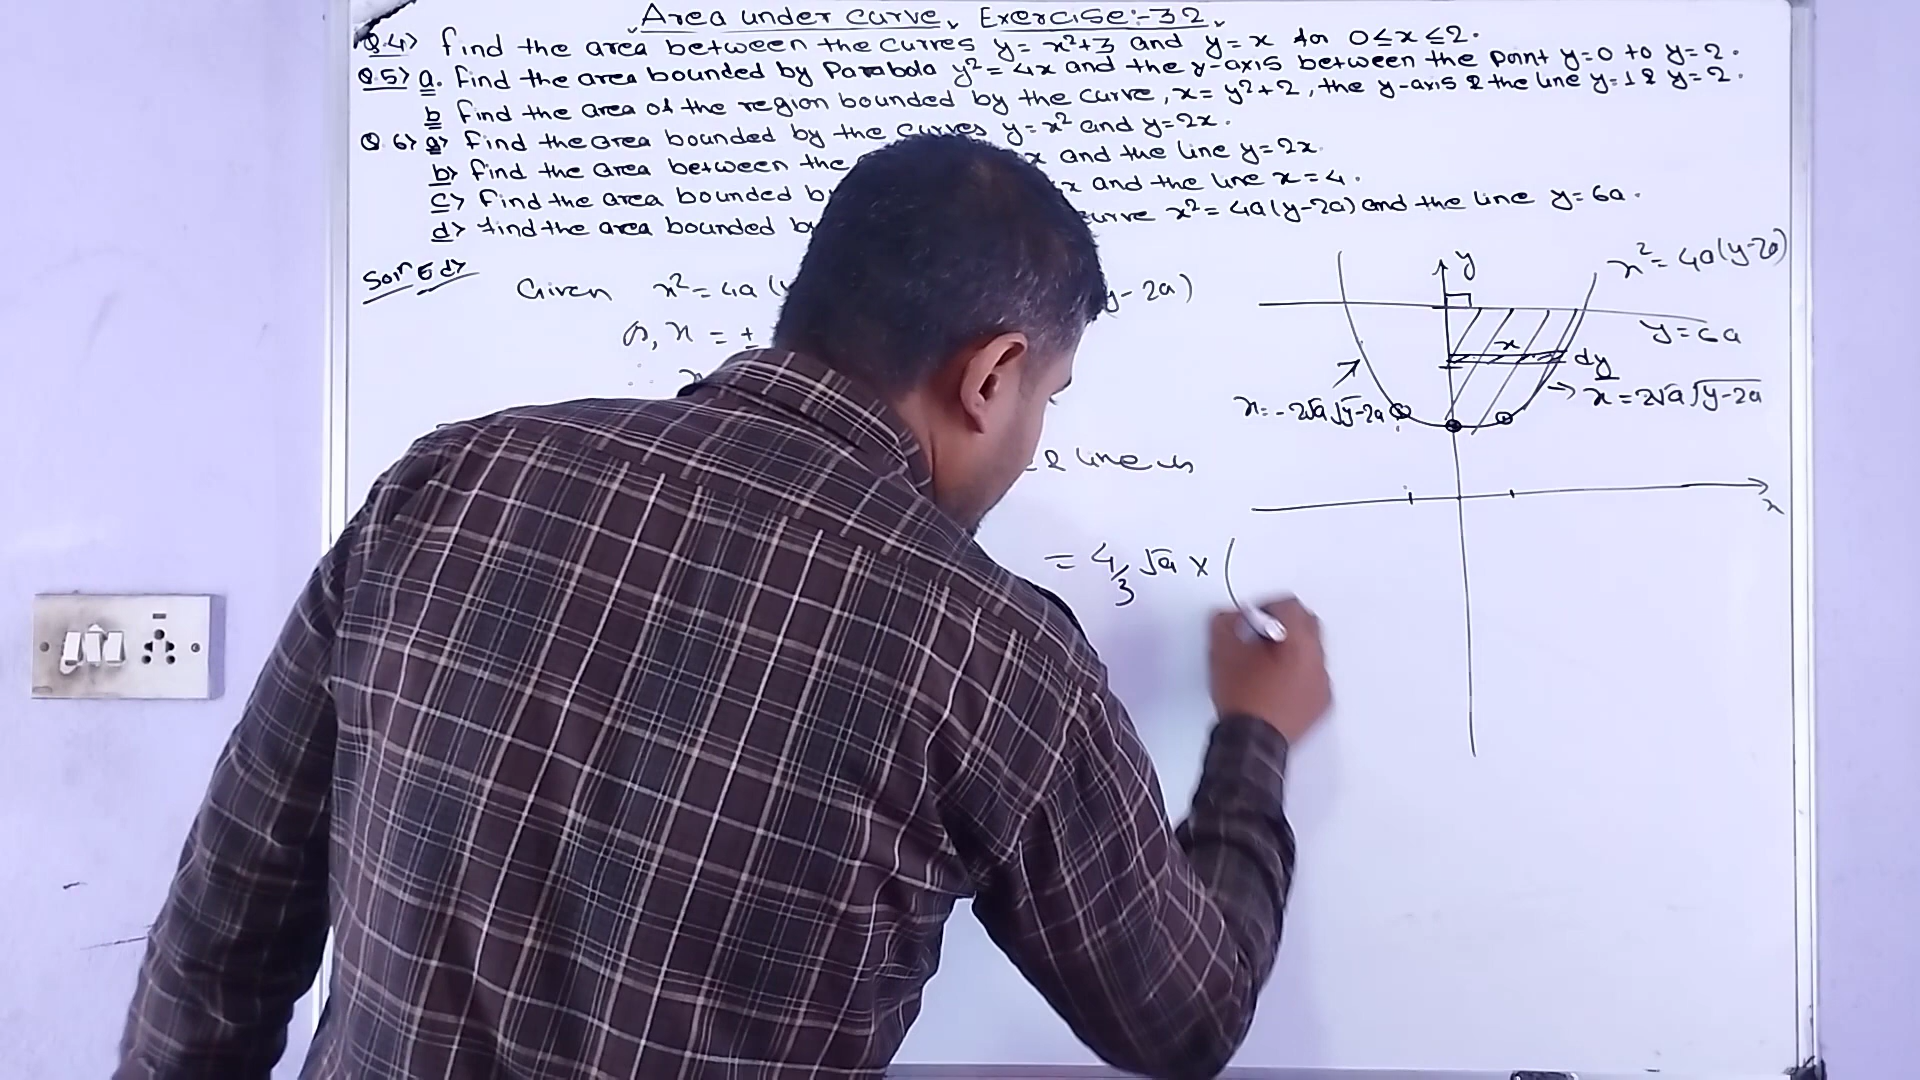 Area under curve, Exercise:-32,
Q.4> find the area between the curves y= x²+3 and y=x for 0≤x≤2.
Q.5> a. Find the area bounded by Parabola y²= 4x and the y-axis between the point y=0 to y=2.
b Find the area of the region bounded by the curve, x= y²+2, the y-axis & the line y=1 & y=2.
Q.6> a> Find the area bounded by the curves y=x² and y=2x.
b> Find the area between the x and the line y=2x.
c> Find the area bounded by x and the line x=4.
d> find the area bounded by curve x²=4a(y-2a) and the line y=6a.
Given x²=4a( y-2a)
x = ±
& line is
= 4/3 √a × (
y
x²=4a(y-2a)
y=6a
x
dy
x=-2√a√y-2a
→ x=2√a√y-2a
x